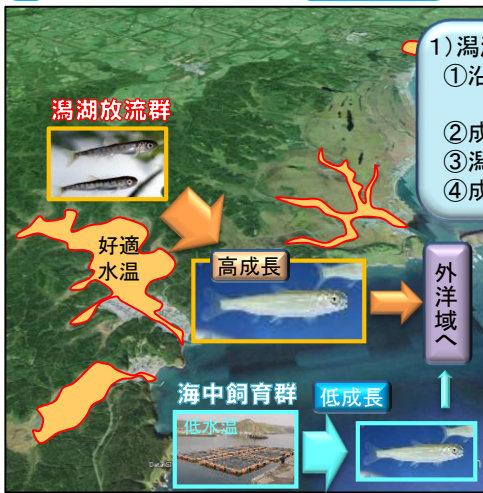 1)潟
①沿
②成
③潟
④成
潟湖放流群
好適
水温
高成長
外洋域へ
海中飼育群
低成長
低水温